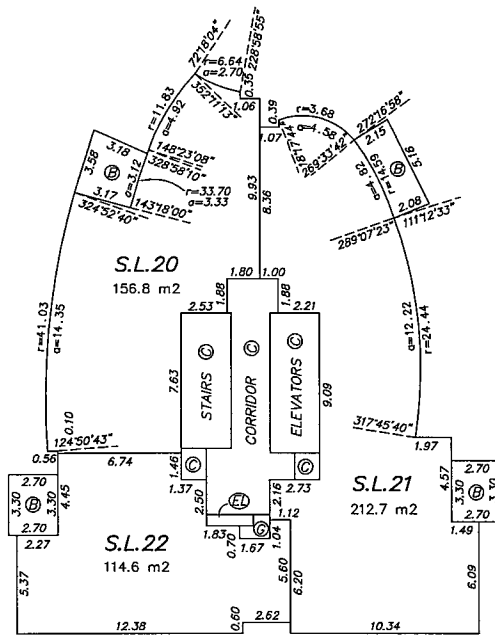 72°18'04"
r=6.64
a=2.70
228°58'55"
0.35
352°11'13"
1.06
0.39
r=3.68
a=4.58
1.07
181°17'44"
269°33'42"
272°16'58"
2.15
5.16
B
2.08
111°12'33"
289°07'23"
r=14.59
a=4.82
r=11.83
a=4.92
148°23'08"
328°58'10"
3.18
3.58
B
a=3.12
r=33.70
a=3.33
3.17
143°18'00"
324°52'40"
9.93
8.36
S.L.20
156.8 m2
1.80 1.00
1.88
1.88
2.53
2.21
r=41.03
a=14.35
a=12.22
r=24.44
7.63
STAIRS
C
CORRIDOR
C
ELEVATORS
C
9.09
0.10
124°50'43"
0.56
6.74
317°45'40"
1.97
1.46
C
1.37
C
2.73
2.50
2.16
2.70
3.30
B
3.30
2.70
4.45
2.27
EL
1.83
G
1.12
0.70
1.67
1.04
S.L.21
212.7 m2
4.57
2.70
3.30
B
3.30
2.70
1.49
S.L.22
114.6 m2
5.37
5.60
6.20
6.09
12.38
0.60
2.62
10.34